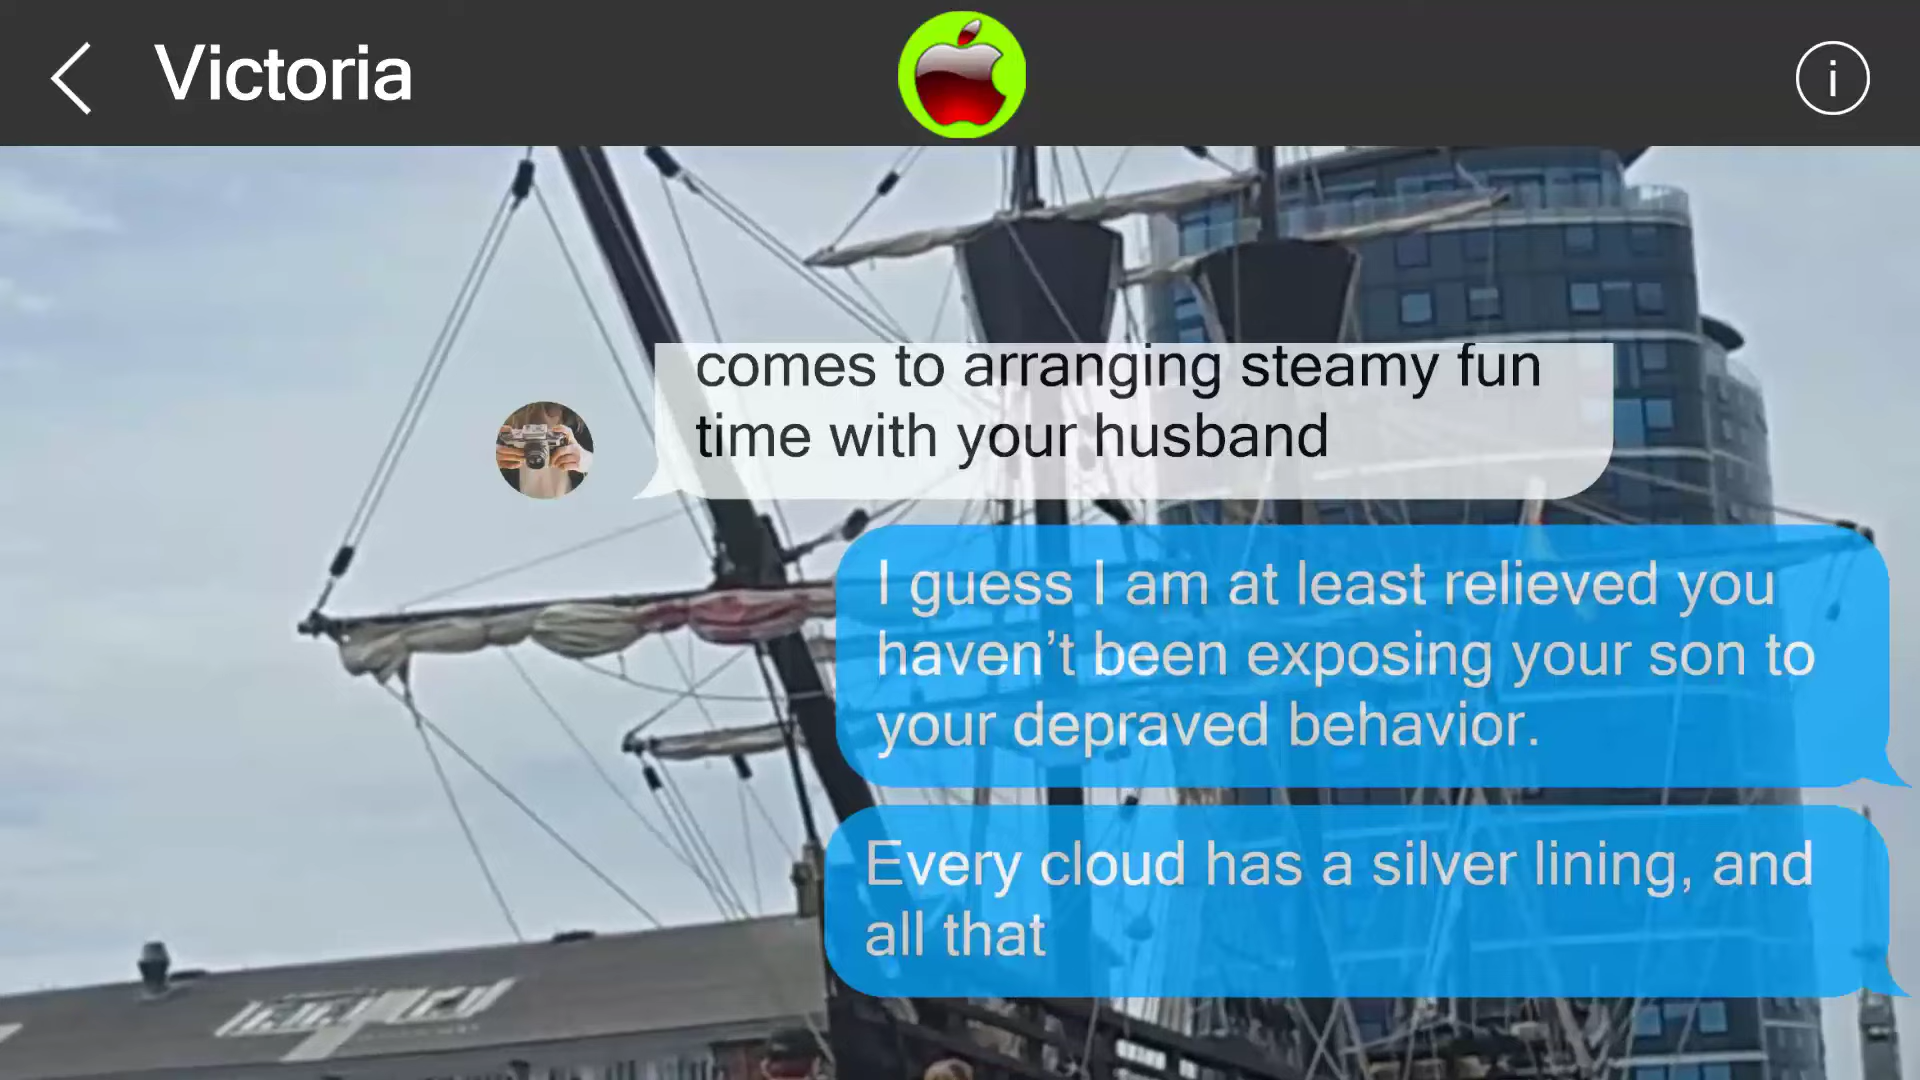 Victoria
i
comes to arranging steamy fun
time with your husband
I guess I am at least relieved you
haven’t been exposing your son to
your depraved behavior.
Every cloud has a silver lining, and
all that